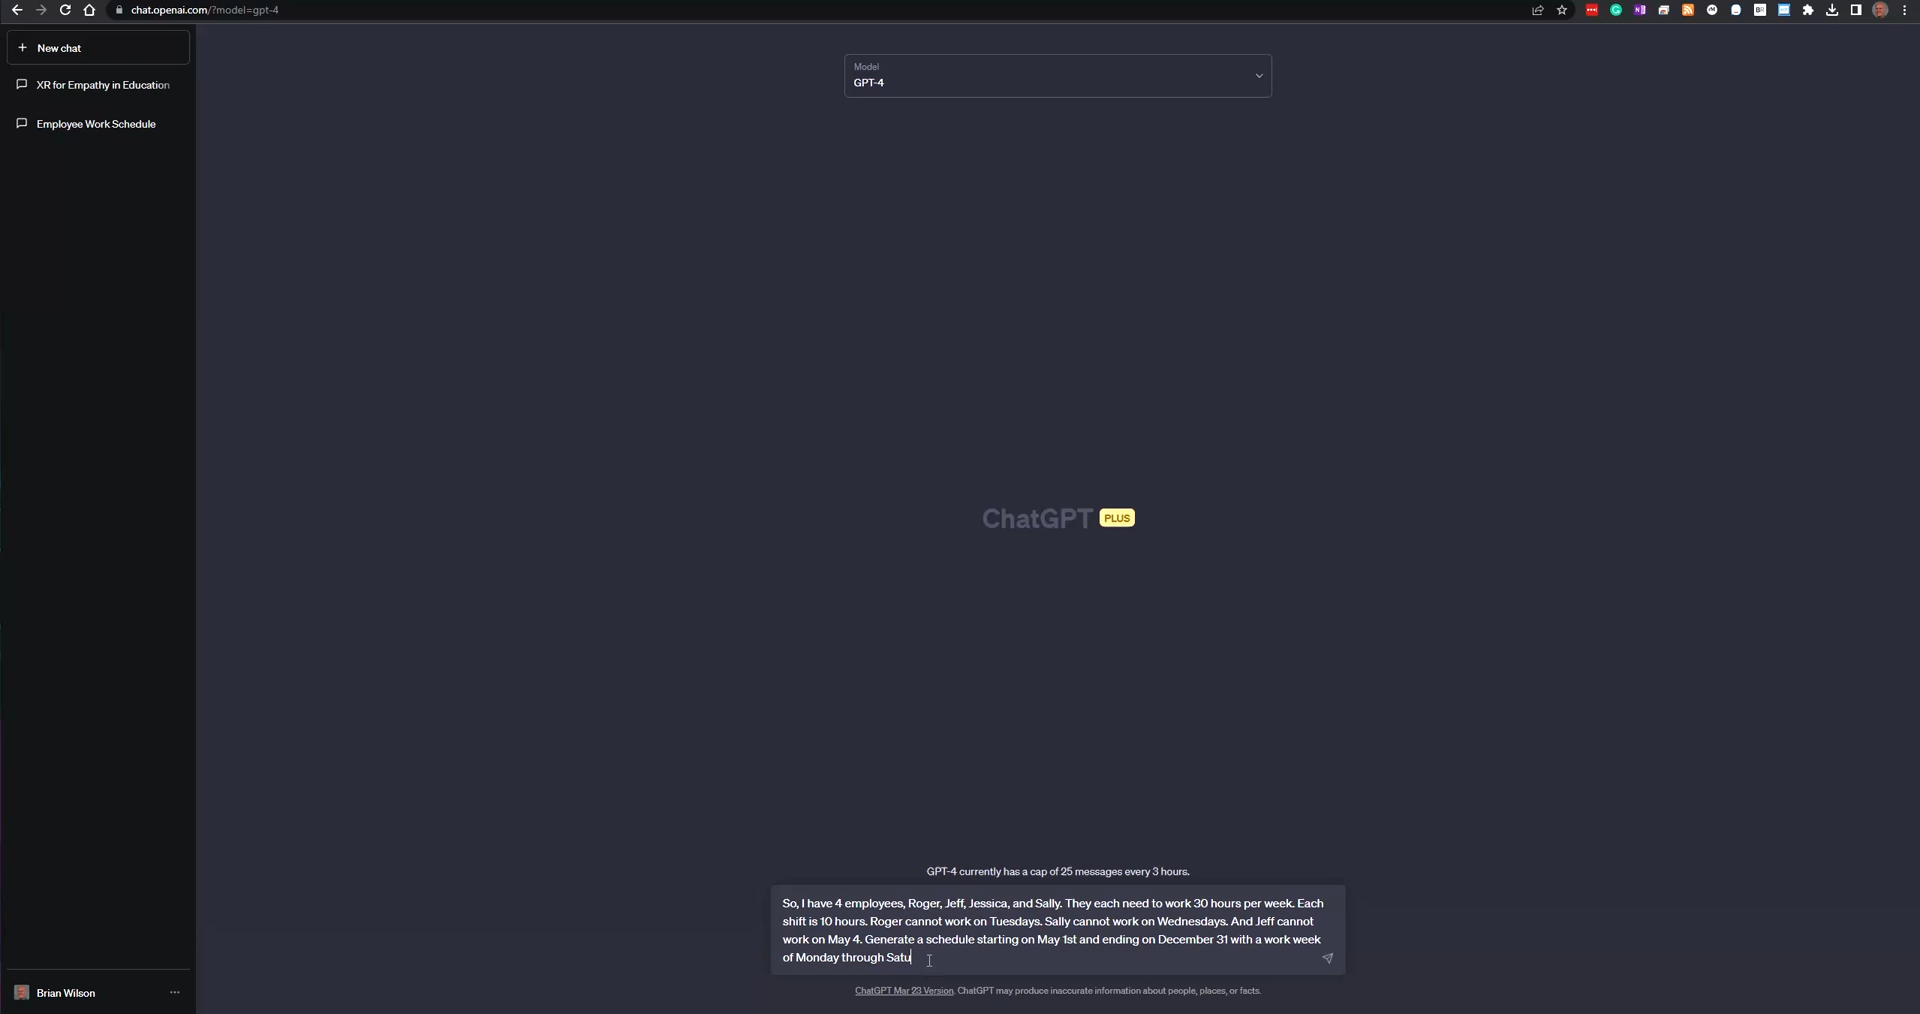 chat.openai.com/?model=gpt-4
New chat
XR for Empathy in Education
Employee Work Schedule
Model
GPT-4
ChatGPT PLUS
GPT-4 currently has a cap of 25 messages every 3 hours.
So, I have 4 employees, Roger, Jeff, Jessica, and Sally. They each need to work 30 hours per week. Each
shift is 10 hours. Roger cannot work on Tuesdays. Sally cannot work on Wednesdays. And Jeff cannot
work on May 4. Generate a schedule starting on May 1st and ending on December 31 with a work week
of Monday through Satu
ChatGPT Mar 23 Version. ChatGPT may produce inaccurate information about people, places, or facts.
Brian Wilson